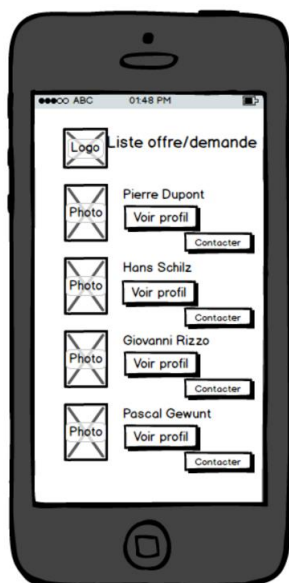 ABC 01:48 PM
Logo Liste offre/demande
Photo
Pierre Dupont
Voir profil
Contacter
Photo
Hans Schilz
Voir profil
Contacter
Photo
Giovanni Rizzo
Voir profil
Contacter
Photo
Pascal Gewunt
Voir profil
Contacter